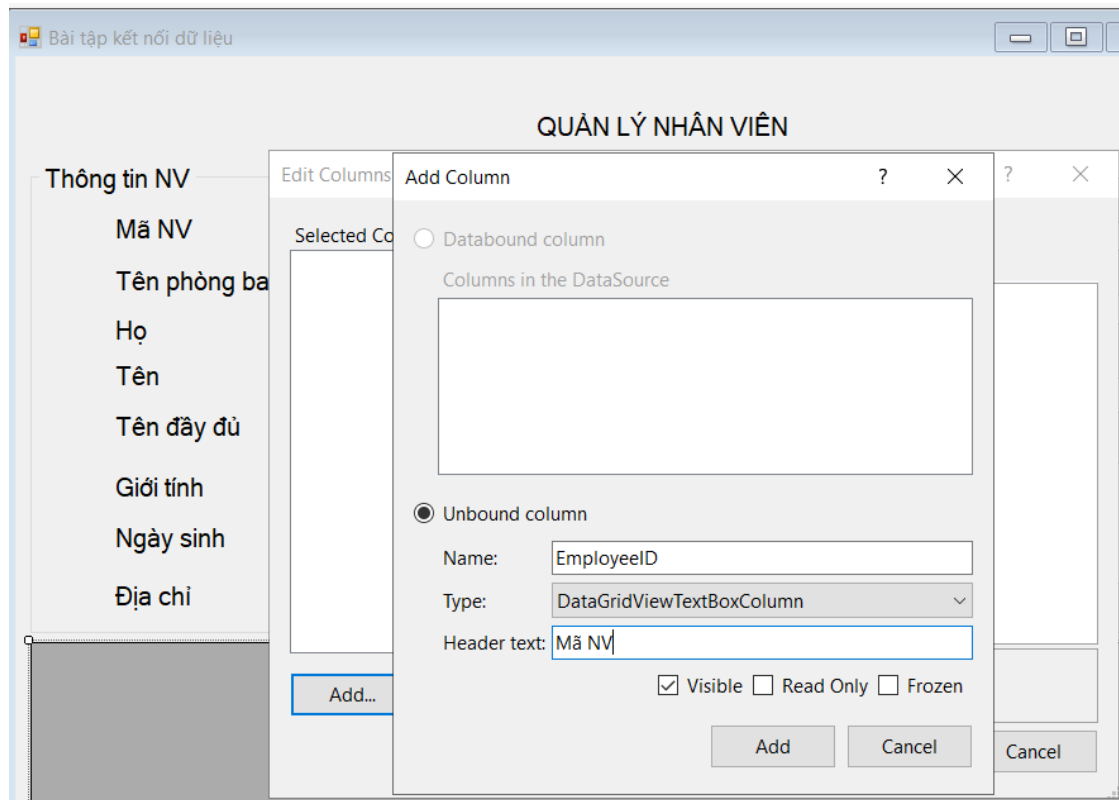 Bài tập kết nối dữ liệu
QUẢN LÝ NHÂN VIÊN
Thông tin NV
Mã NV
Tên phòng ba
Họ
Tên
Tên đầy đủ
Giới tính
Ngày sinh
Địa chỉ
Edit Columns
?
Selected Co
Add...
Cancel
Add Column
?
Databound column
Columns in the DataSource
Unbound column
Name: EmployeeID
Type: DataGridViewTextBoxColumn
Header text: Mã NV
Visible Read Only Frozen
Add Cancel